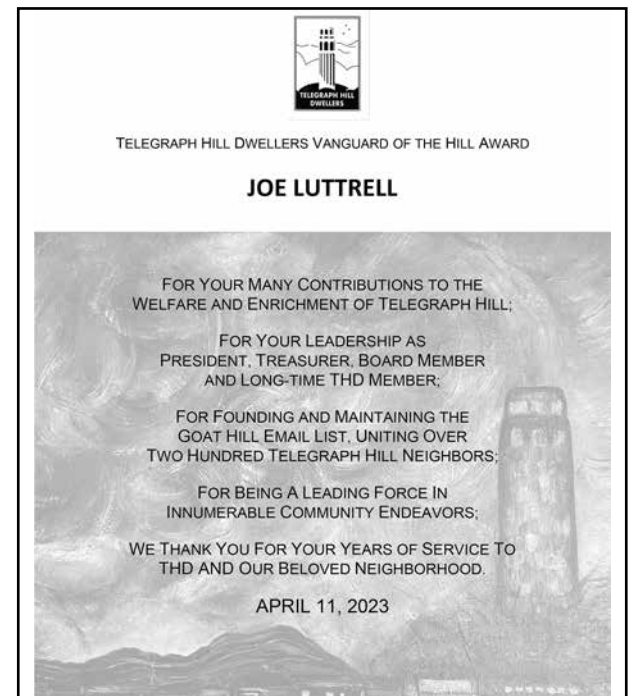 TELEGRAPH HILL
DWELLERS
TELEGRAPH HILL DWELLERS VANGUARD OF THE HILL AWARD
JOE LUTTRELL
FOR YOUR MANY CONTRIBUTIONS TO THE
WELFARE AND ENRICHMENT OF TELEGRAPH HILL;
FOR YOUR LEADERSHIP AS
PRESIDENT, TREASURER, BOARD MEMBER
AND LONG-TIME THD MEMBER;
FOR FOUNDING AND MAINTAINING THE
GOAT HILL EMAIL LIST, UNITING OVER
TWO HUNDRED TELEGRAPH HILL NEIGHBORS;
FOR BEING A LEADING FORCE IN
INNUMERABLE COMMUNITY ENDEAVORS;
WE THANK YOU FOR YOUR YEARS OF SERVICE TO
THD AND OUR BELOVED NEIGHBORHOOD.
APRIL 11, 2023